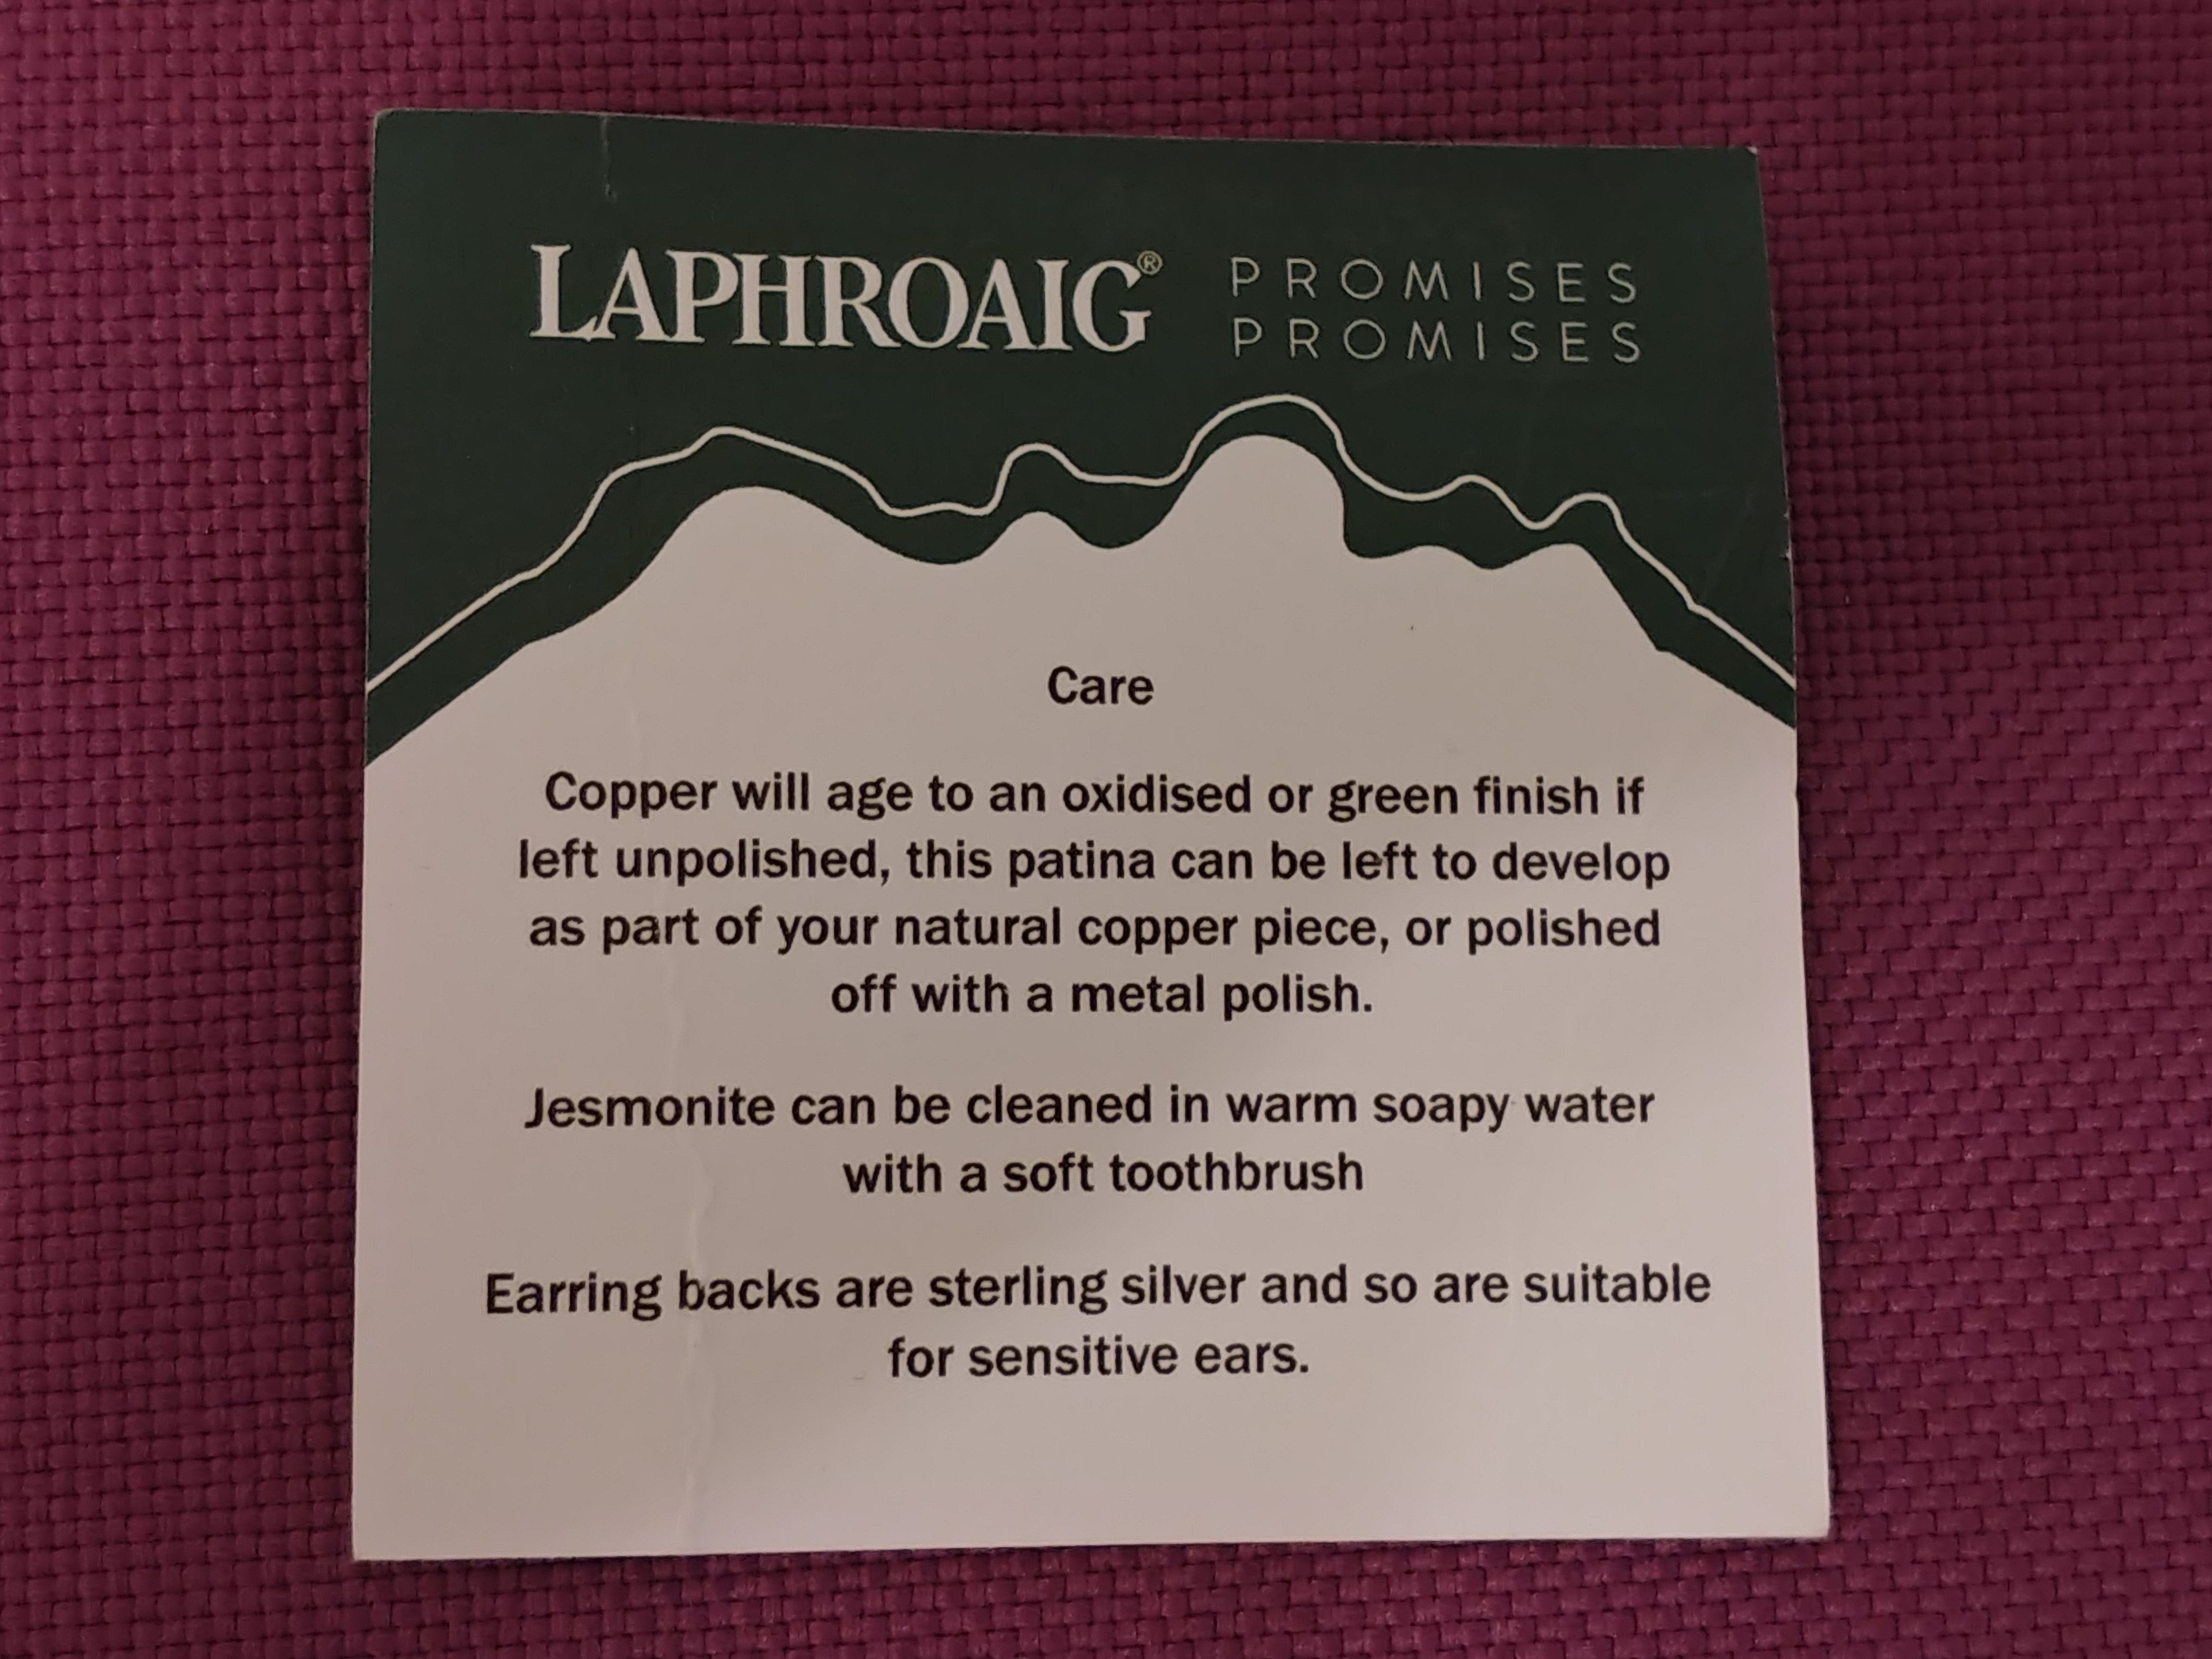 LAPHROAIG® PROMISES
PROMISES
Care
Copper will age to an oxidised or green finish if
left unpolished, this patina can be left to develop
as part of your natural copper piece, or polished
off with a metal polish.
Jesmonite can be cleaned in warm soapy water
with a soft toothbrush
Earring backs are sterling silver and so are suitable
for sensitive ears.